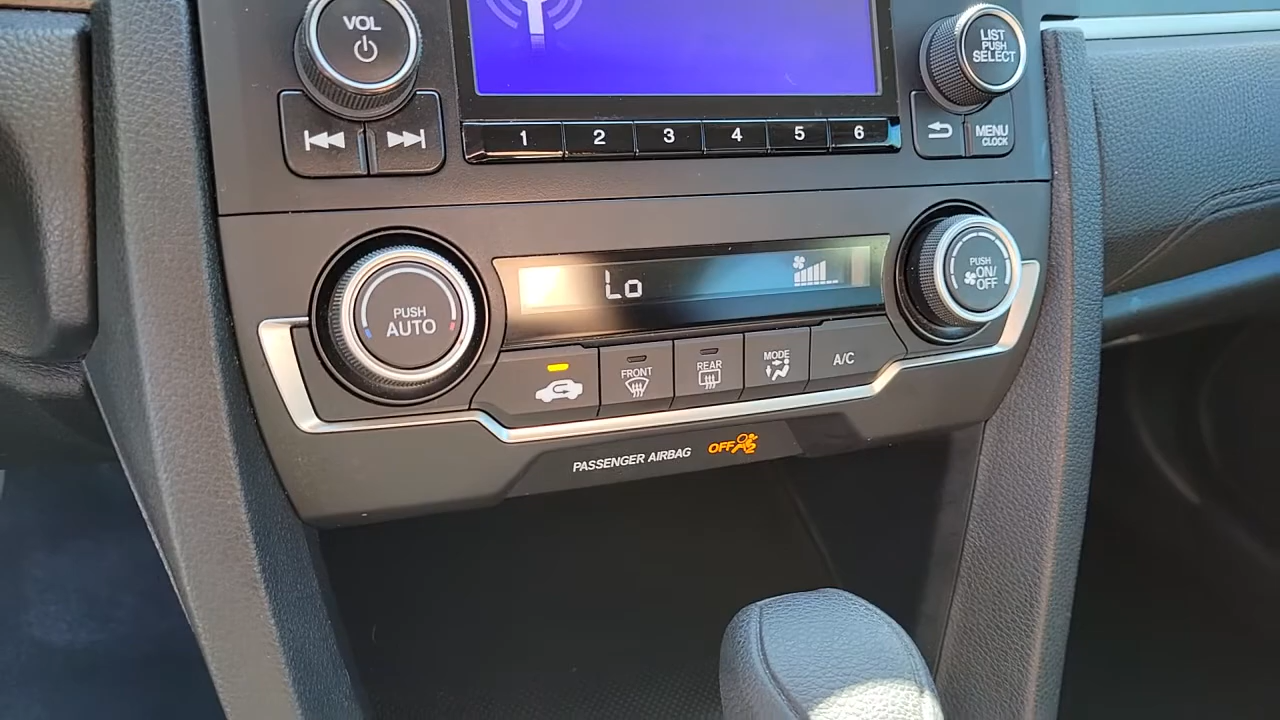 VOL
LIST
PUSH
SELECT
1 2 3 4 5 6
MENU
CLOCK
PUSH
AUTO
Lo
PUSH
ON/
OFF
FRONT
REAR
MODE
A/C
PASSENGER AIRBAG OFF 2